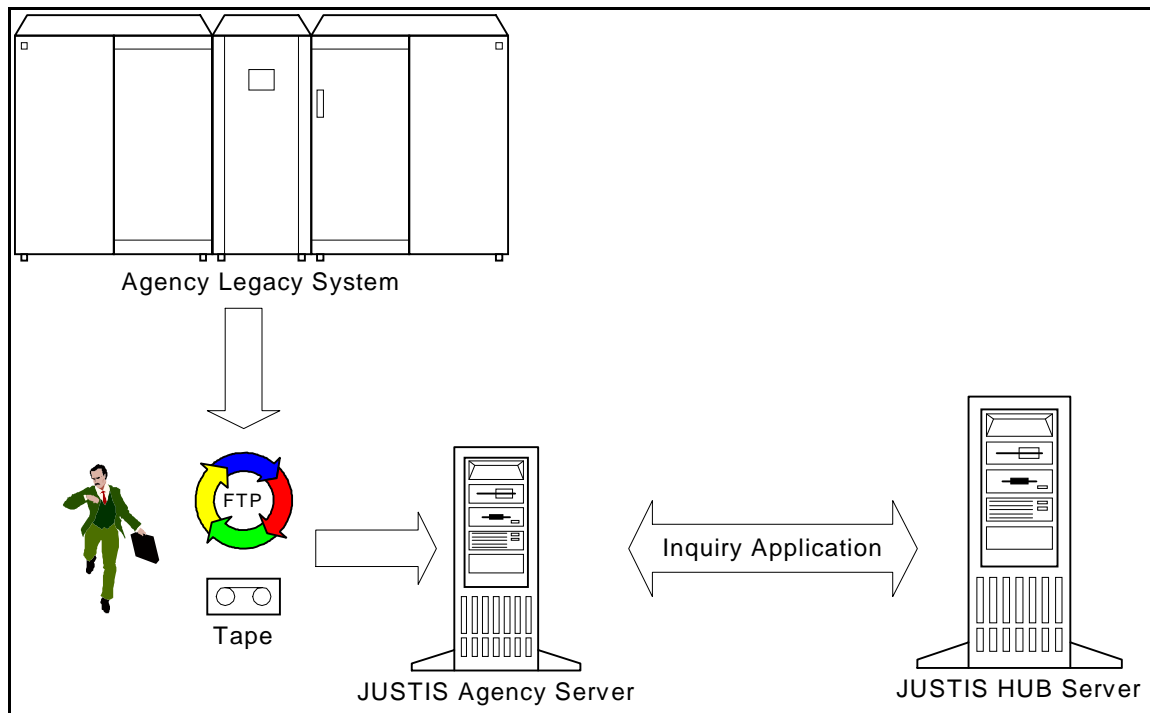 Agency Legacy System
FTP
Inquiry Application
Tape
JUSTIS Agency Server
JUSTIS HUB Server